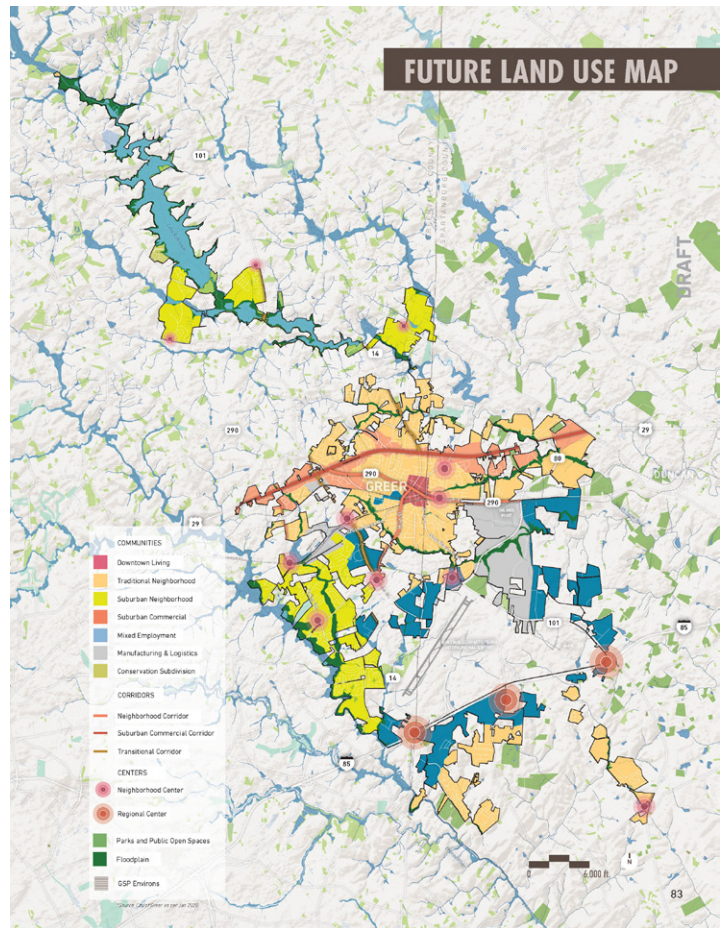 FUTURE LAND USE MAP
DRAFT
101
14
290
29
290
80
GREER
290
29
101
85
14
85
COMMUNITIES
Downtown Living
Traditional Neighborhood
Suburban Neighborhood
Suburban Commercial
Mixed Employment
Manufacturing & Logistics
Conservation Subdivision
CORRIDORS
Neighborhood Corridor
Suburban Commercial Corridor
Transitional Corridor
CENTERS
Neighborhood Center
Regional Center
Parks and Public Open Spaces
Floodplain
GSP Environs
N
0
6,000 ft.
83